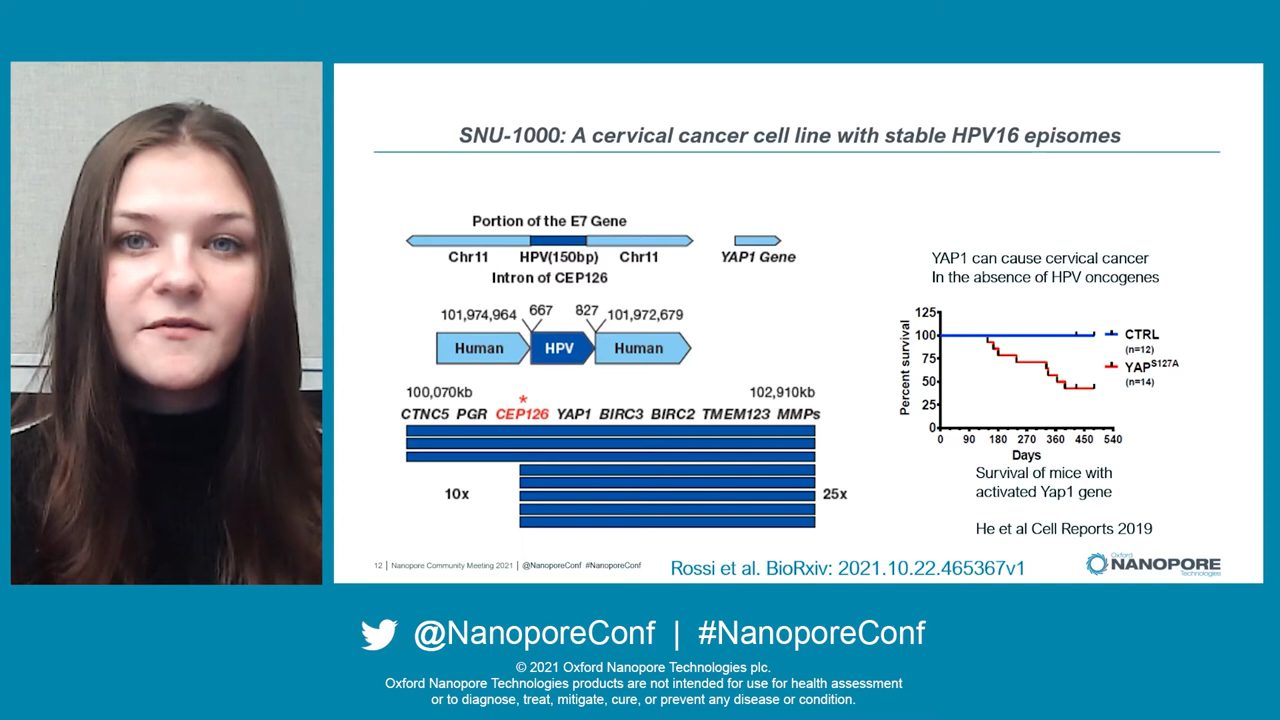 SNU-1000: A cervical cancer cell line with stable HPV16 episomes
Portion of the E7 Gene
Chr11 HPV(150bp) Chr11
Intron of CEP126
YAP1 Gene
101,974,964 667 827 101,972,679
Human HPV Human
100,070kb * 102,910kb
CTNC5 PGR CEP126 YAP1 BIRC3 BIRC2 TMEM123 MMPs
10x 25x
YAP1 can cause cervical cancer
In the absence of HPV oncogenes
Percent survival
125
100
75
50
25
0
0 90 180 270 360 450 540
Days
CTRL
(n=12)
YAPS127A
(n=14)
Survival of mice with
activated Yap1 gene
He et al Cell Reports 2019
12 | Nanopore Community Meeting 2021 | @NanoporeConf #NanoporeConf
Rossi et al. BioRxiv: 2021.10.22.465367v1
Oxford
NANOPORE
Technologies
@NanoporeConf | #NanoporeConf
© 2021 Oxford Nanopore Technologies plc.
Oxford Nanopore Technologies products are not intended for use for health assessment
or to diagnose, treat, mitigate, cure, or prevent any disease or condition.